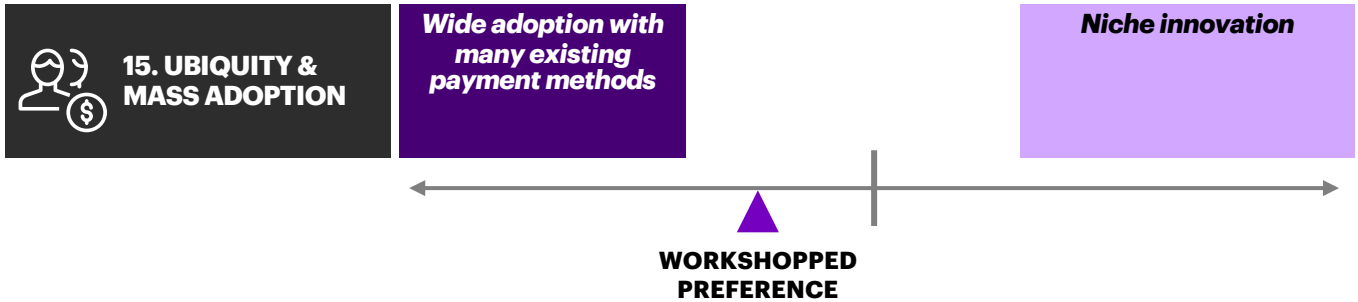 15. UBIQUITY &
MASS ADOPTION
$
Wide adoption with
many existing
payment methods
Niche innovation
WORKSHOPPED
PREFERENCE